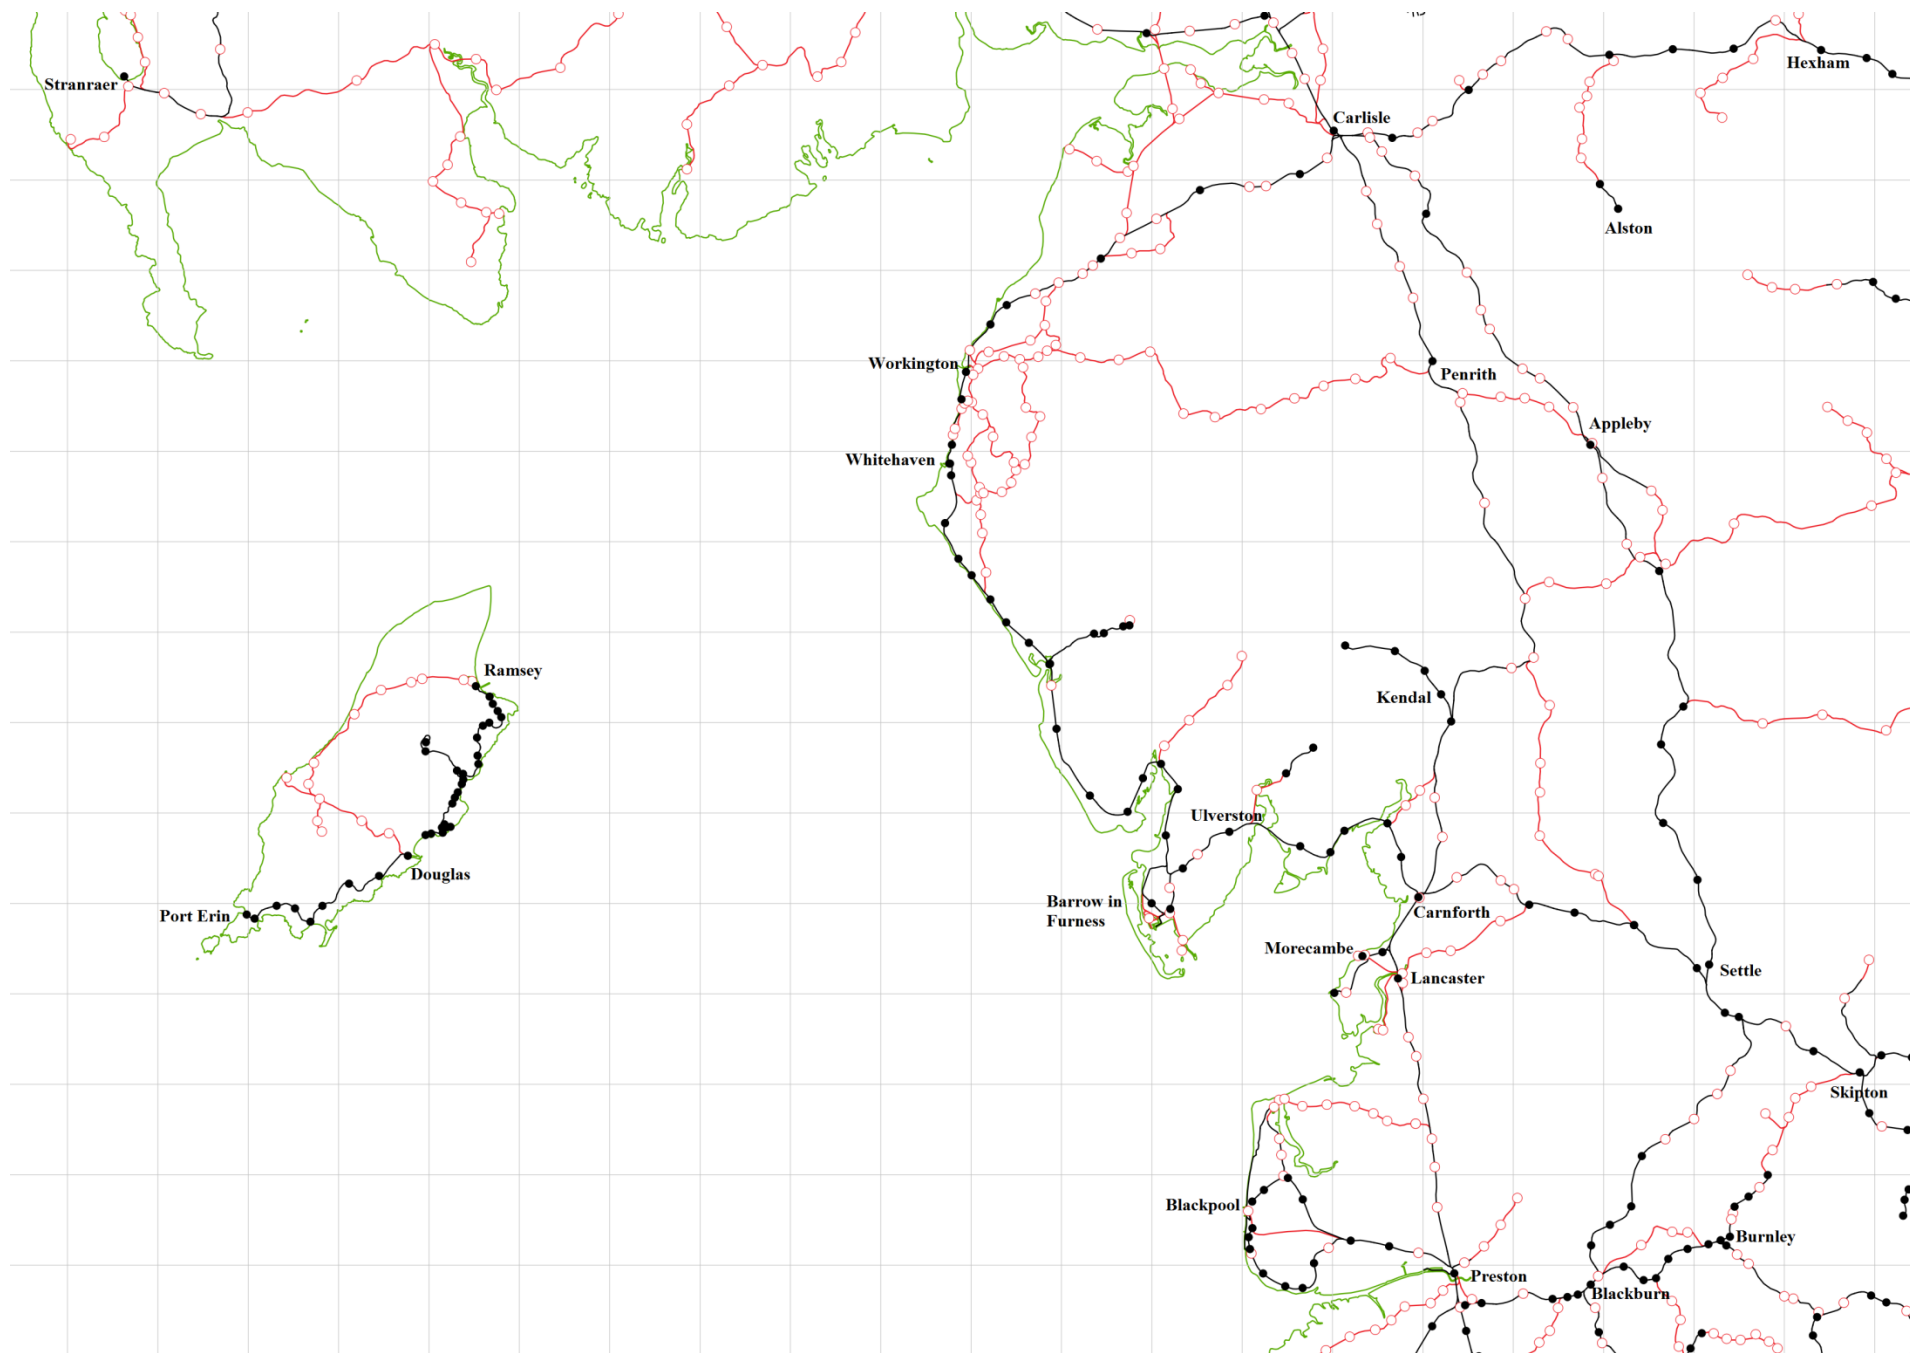 Stranraer
Hexham
Carlisle
Alston
Workington
Penrith
Appleby
Whitehaven
Ramsey
Kendal
Ulverston
Douglas
Port Erin
Barrow in
Furness
Carnforth
Morecambe
Lancaster
Settle
Skipton
Blackpool
Burnley
Preston
Blackburn